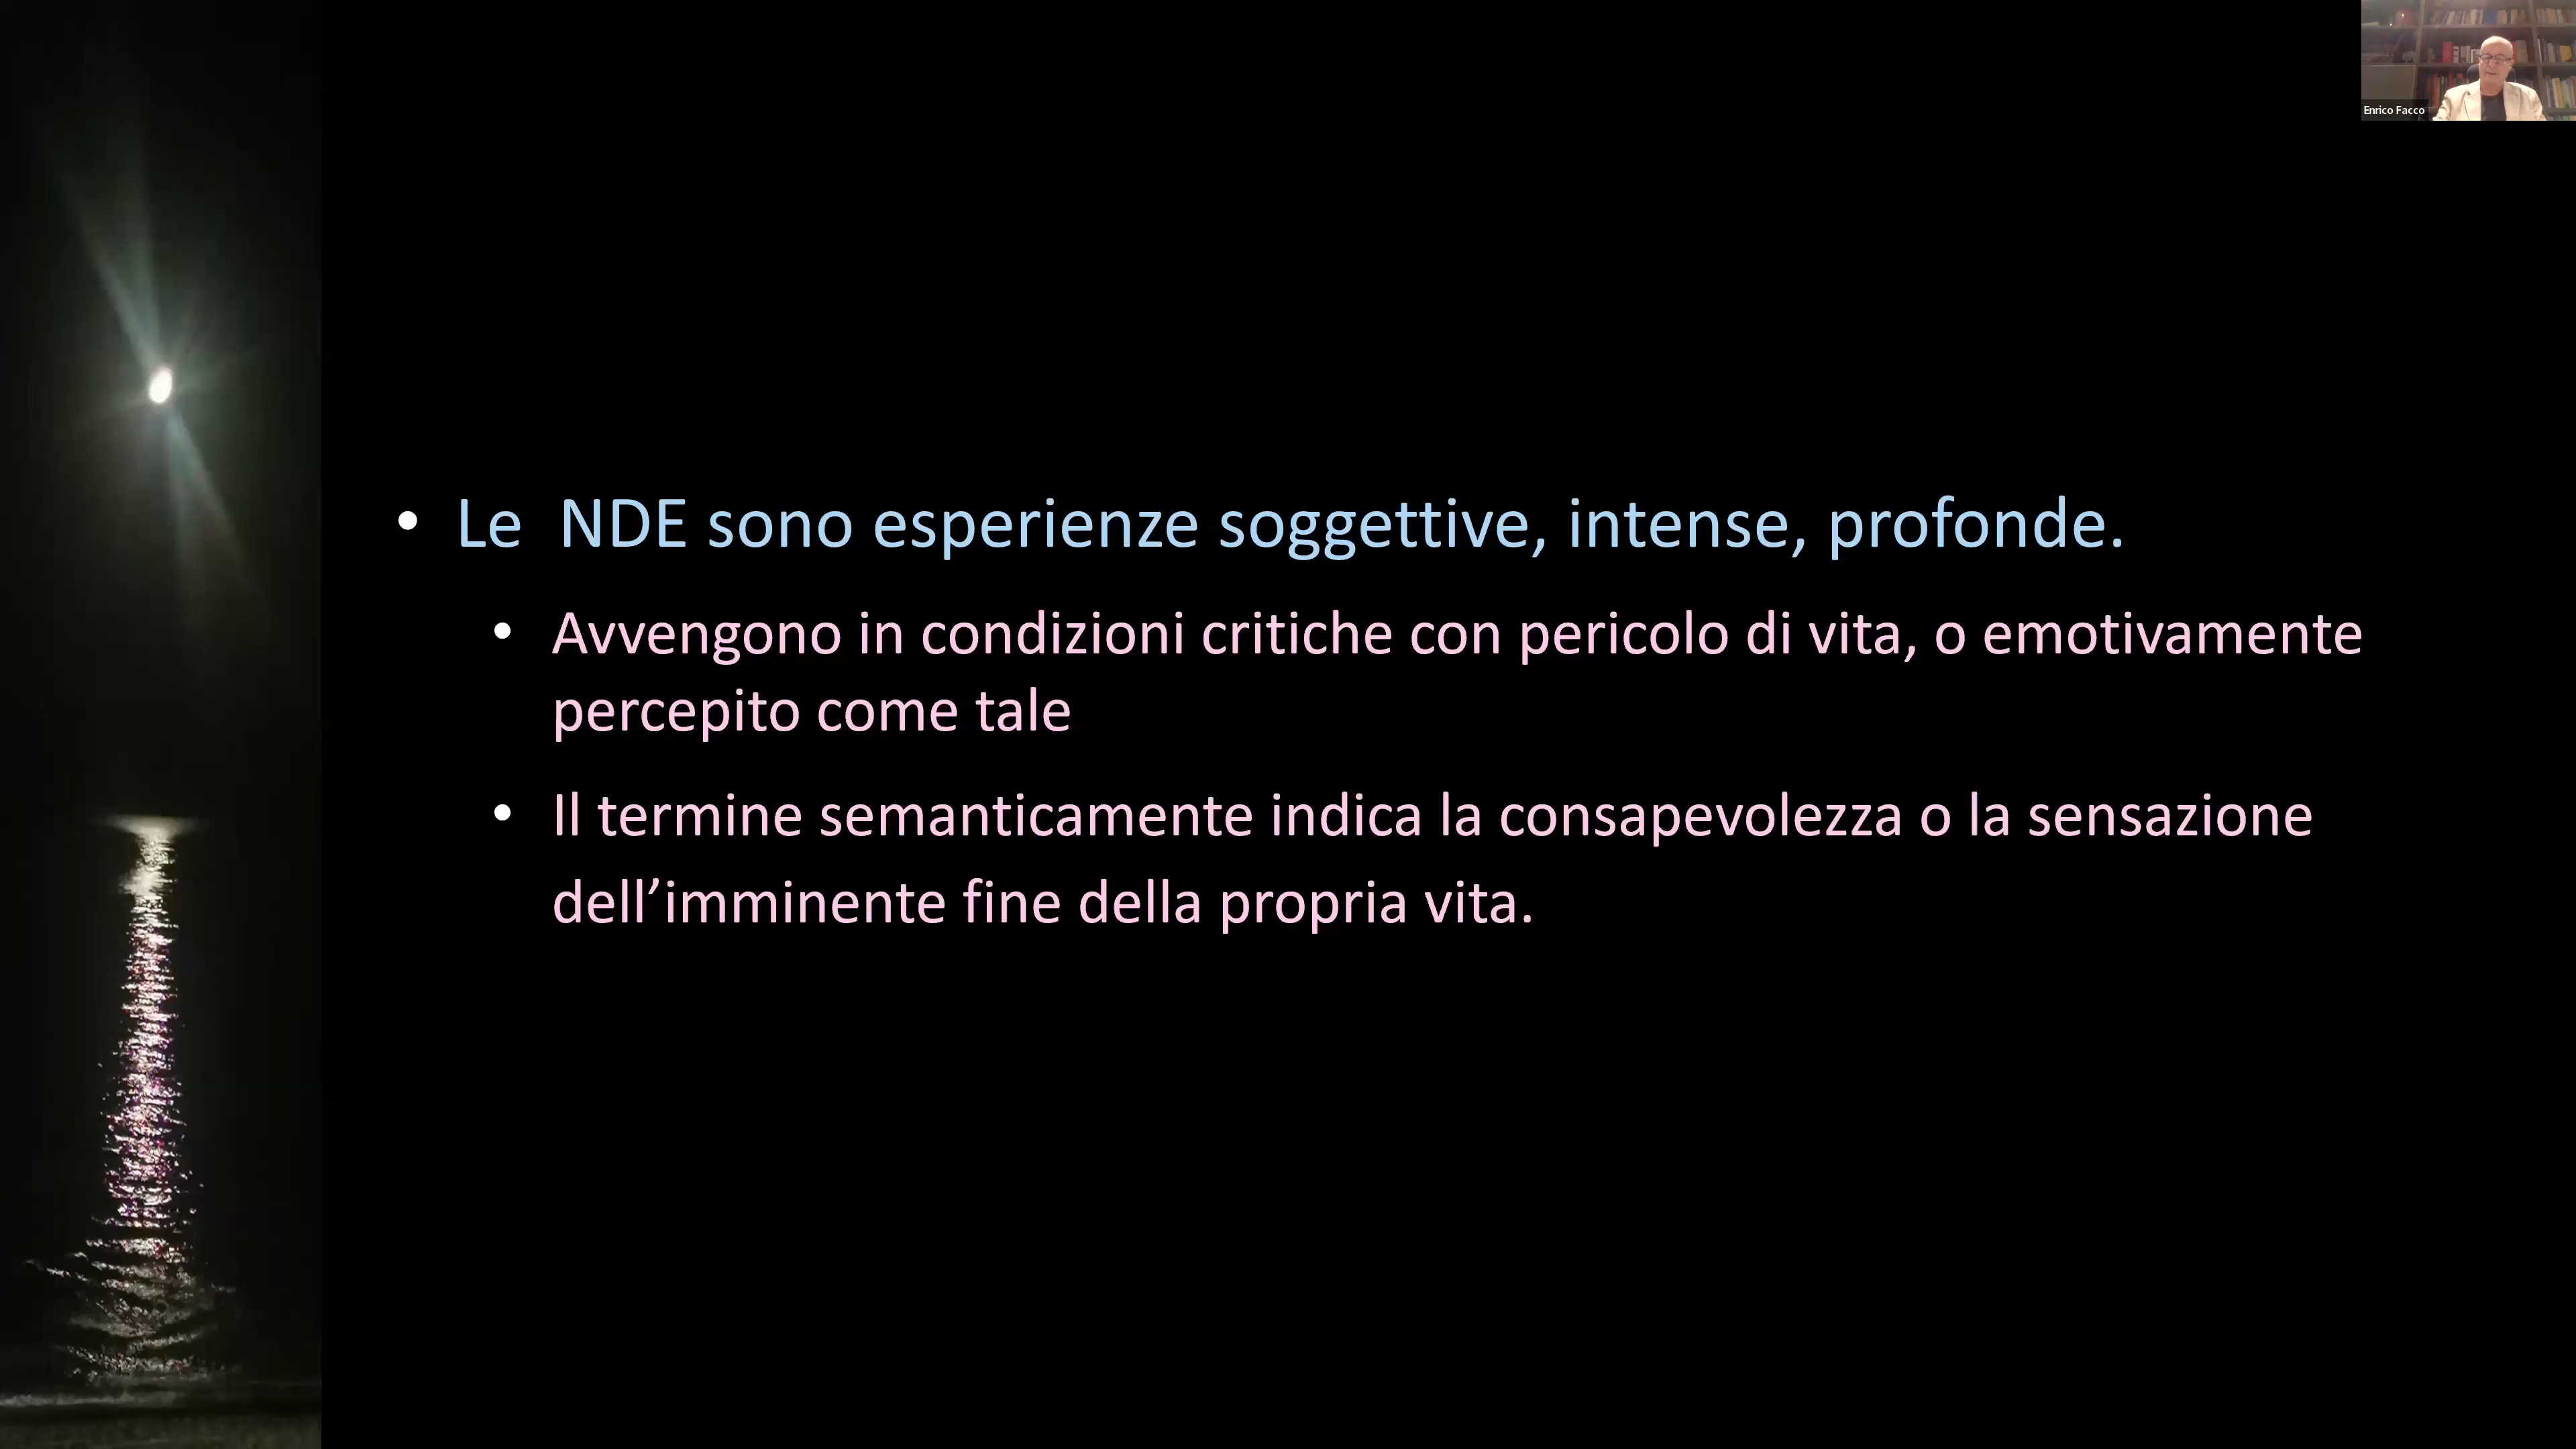 Enrico Facco
• Le  NDE sono esperienze soggettive, intense, profonde.
• Avvengono in condizioni critiche con pericolo di vita, o emotivamente
percepito come tale
• Il termine semanticamente indica la consapevolezza o la sensazione
dell’imminente fine della propria vita.